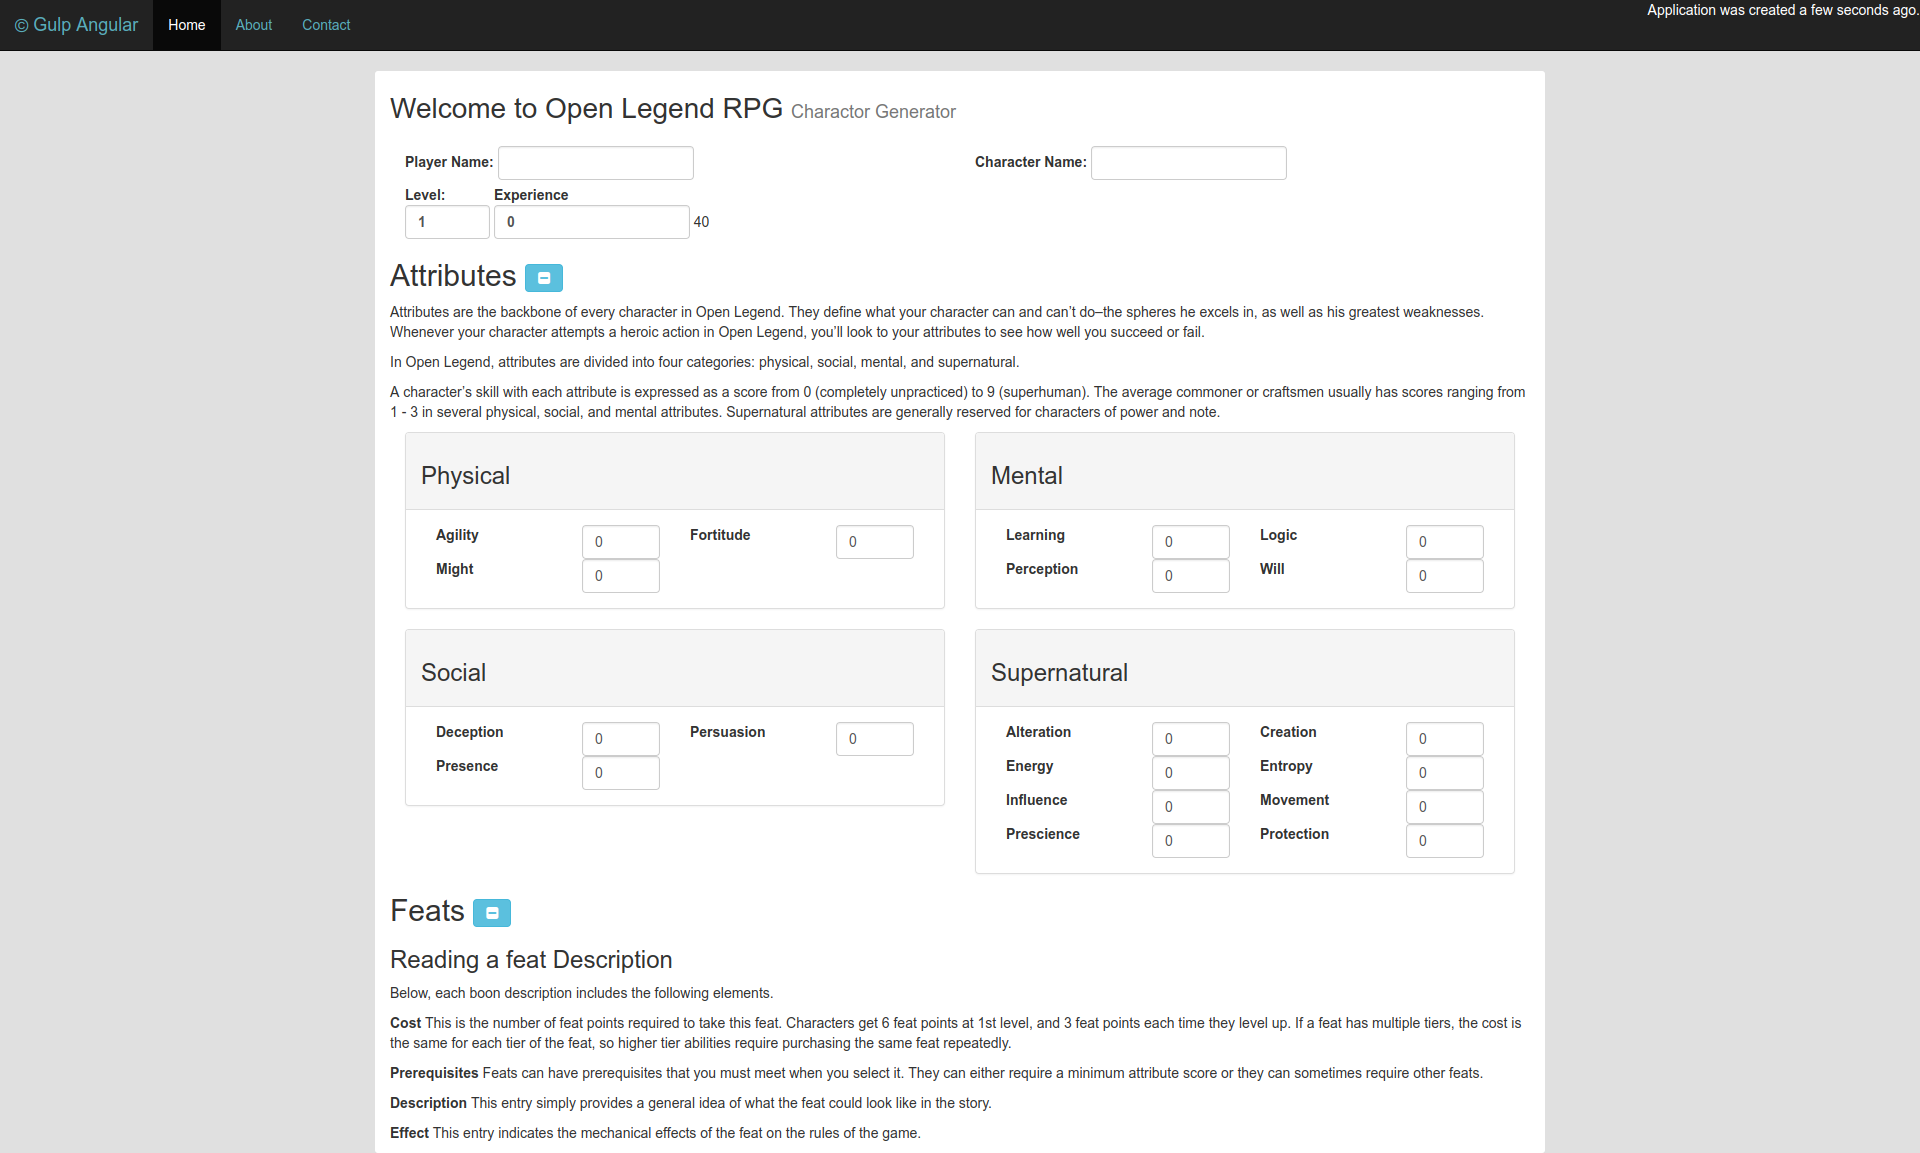 © Gulp Angular Home About Contact Application was created a few seconds ago.
Welcome to Open Legend RPG Charactor Generator
Player Name: Character Name:
Level: Experience
1 0 40
Attributes
Attributes are the backbone of every character in Open Legend. They define what your character can and can’t do–the spheres he excels in, as well as his greatest weaknesses.
Whenever your character attempts a heroic action in Open Legend, you’ll look to your attributes to see how well you succeed or fail.
In Open Legend, attributes are divided into four categories: physical, social, mental, and supernatural.
A character’s skill with each attribute is expressed as a score from 0 (completely unpracticed) to 9 (superhuman). The average commoner or craftsmen usually has scores ranging from
1 - 3 in several physical, social, and mental attributes. Supernatural attributes are generally reserved for characters of power and note.
Physical
Agility 0 Fortitude 0
Might 0
Mental
Learning 0 Logic 0
Perception 0 Will 0
Social
Deception 0 Persuasion 0
Presence 0
Supernatural
Alteration 0 Creation 0
Energy 0 Entropy 0
Influence 0 Movement 0
Prescience 0 Protection 0
Feats
Reading a feat Description
Below, each boon description includes the following elements.
Cost This is the number of feat points required to take this feat. Characters get 6 feat points at 1st level, and 3 feat points each time they level up. If a feat has multiple tiers, the cost is
the same for each tier of the feat, so higher tier abilities require purchasing the same feat repeatedly.
Prerequisites Feats can have prerequisites that you must meet when you select it. They can either require a minimum attribute score or they can sometimes require other feats.
Description This entry simply provides a general idea of what the feat could look like in the story.
Effect This entry indicates the mechanical effects of the feat on the rules of the game.